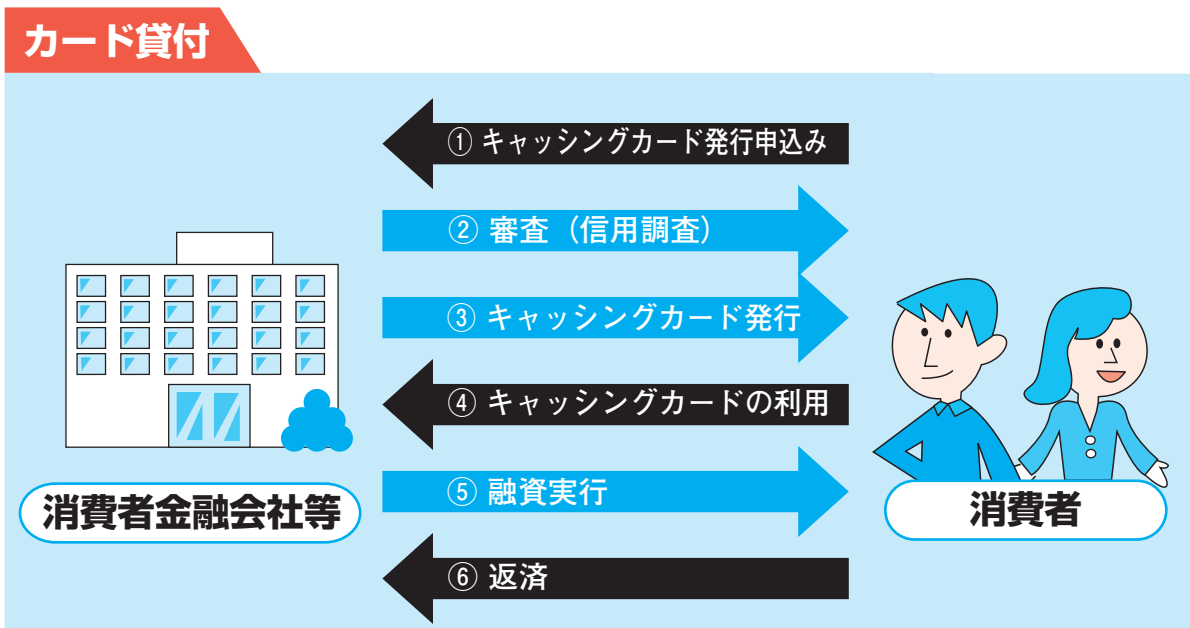 カード貸付
① キャッシングカード発行申込み
② 審査（信用調査）
③ キャッシングカード発行
④ キャッシングカードの利用
⑤ 融資実行
⑥ 返済
消費者金融会社等
消費者